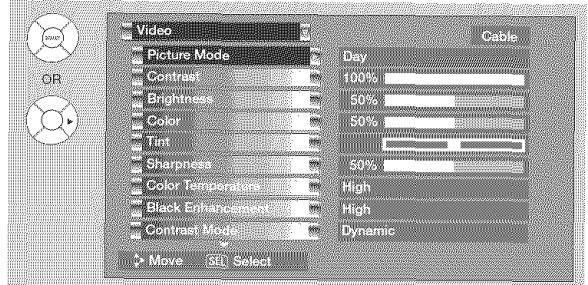 Video
Cable
Picture Mode Day
Contrast 100%
OR
Brightness 50%
Color 50%
Tint
Sharpness 50%
Color Temperature High
Black Enhancement High
Contrast Mode Dynamic
Move SEL Select